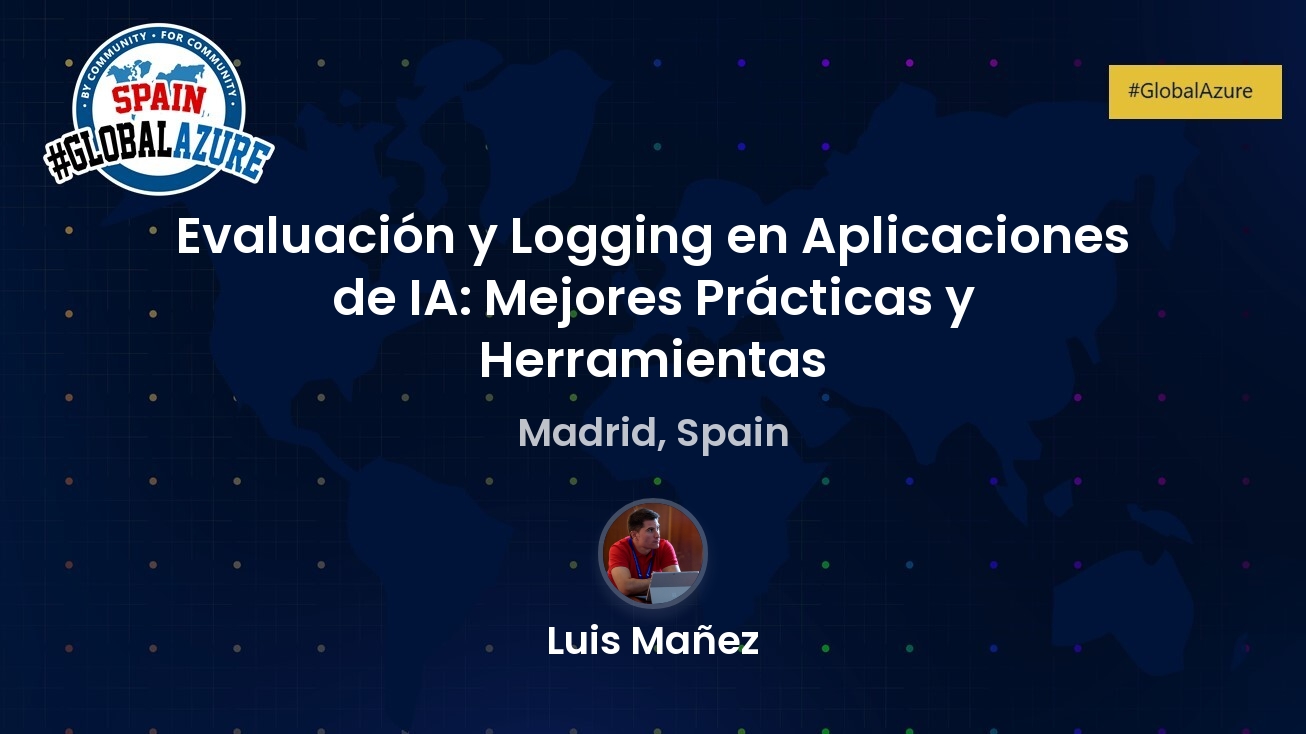 BY COMMUNITY • FOR COMMUNITY
SPAIN
#GLOBALAZURE
#GlobalAzure
Evaluación y Logging en Aplicaciones
de IA: Mejores Prácticas y
Herramientas
Madrid, Spain
Luis Mañez